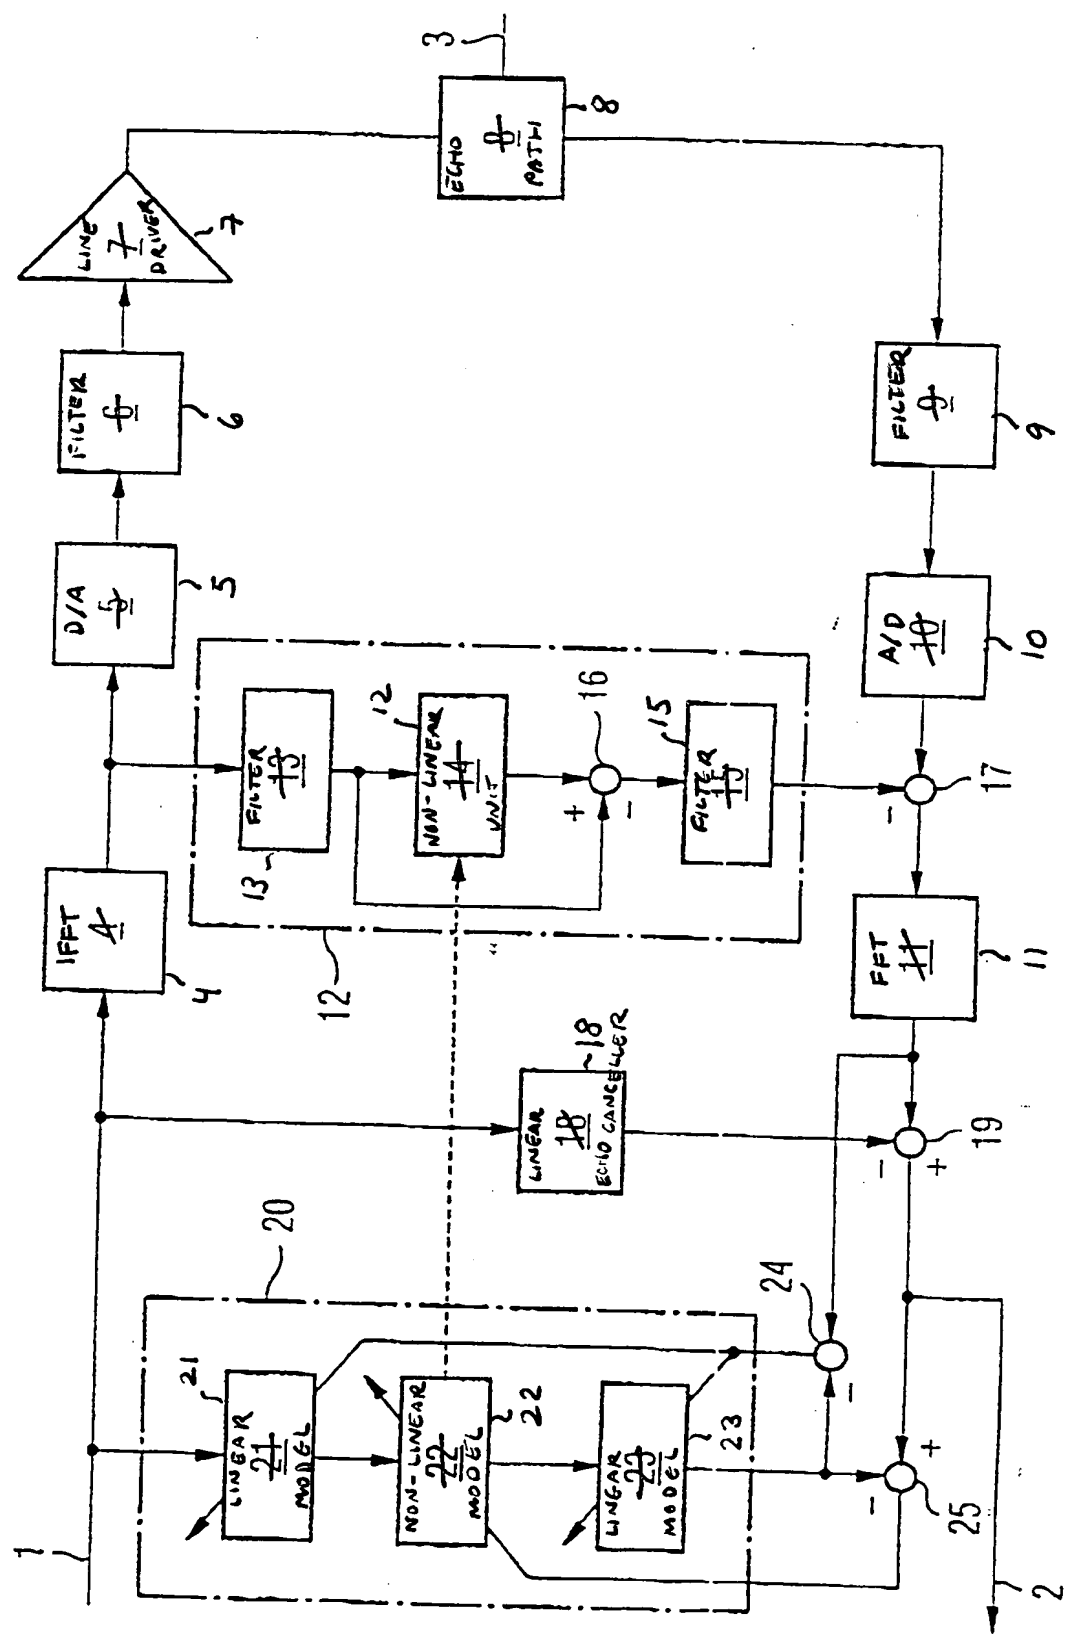 1
IFFT
4
4
D/A
5
5
FILTER
6
6
LINE
7
DRIVER
7
3
ECHO
8
PATH
8
FILTER
9
9
A/D
10
10
17
-
FFT
11
11
12
FILTER
13
13
12
NON-LINEAR
14
UNIT
16
+
-
15
FILTER
15
LINEAR
18
ECHO CANCELLER
18
19
-
+
20
21
LINEAR
21
MODEL
NON-LINEAR
22
MODEL
22
LINEAR
23
MODEL
23
24
-
25
-
+
2